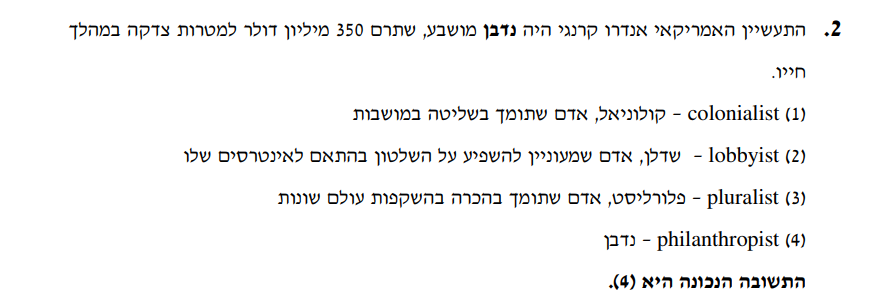 2. התעשיין האמריקאי אנדרו קרנגי היה נדבן מושבע, שתרם 350 מיליון דולר למטרות צדקה במהלך
חייו.
(1) colonialist – קולוניאל, אדם שתומך בשליטה במושבות
(2) lobbyist – שדלן, אדם שמעוניין להשפיע על השלטון בהתאם לאינטרסים שלו
(3) pluralist – פלורליסט, אדם שתומך בהכרה בהשקפות עולם שונות
(4) philanthropist – נדבן
התשובה הנכונה היא (4).